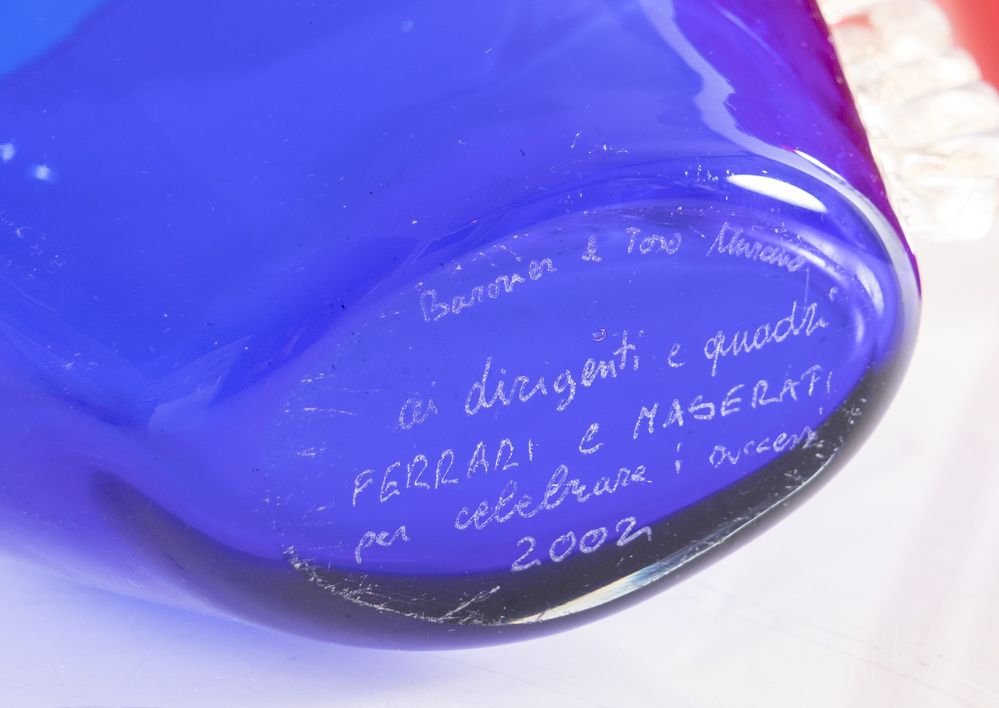 Barovier & Toso Murano
ai dirigenti e quadri
FERRARI e MASERATI
per celebrare i successi
2002